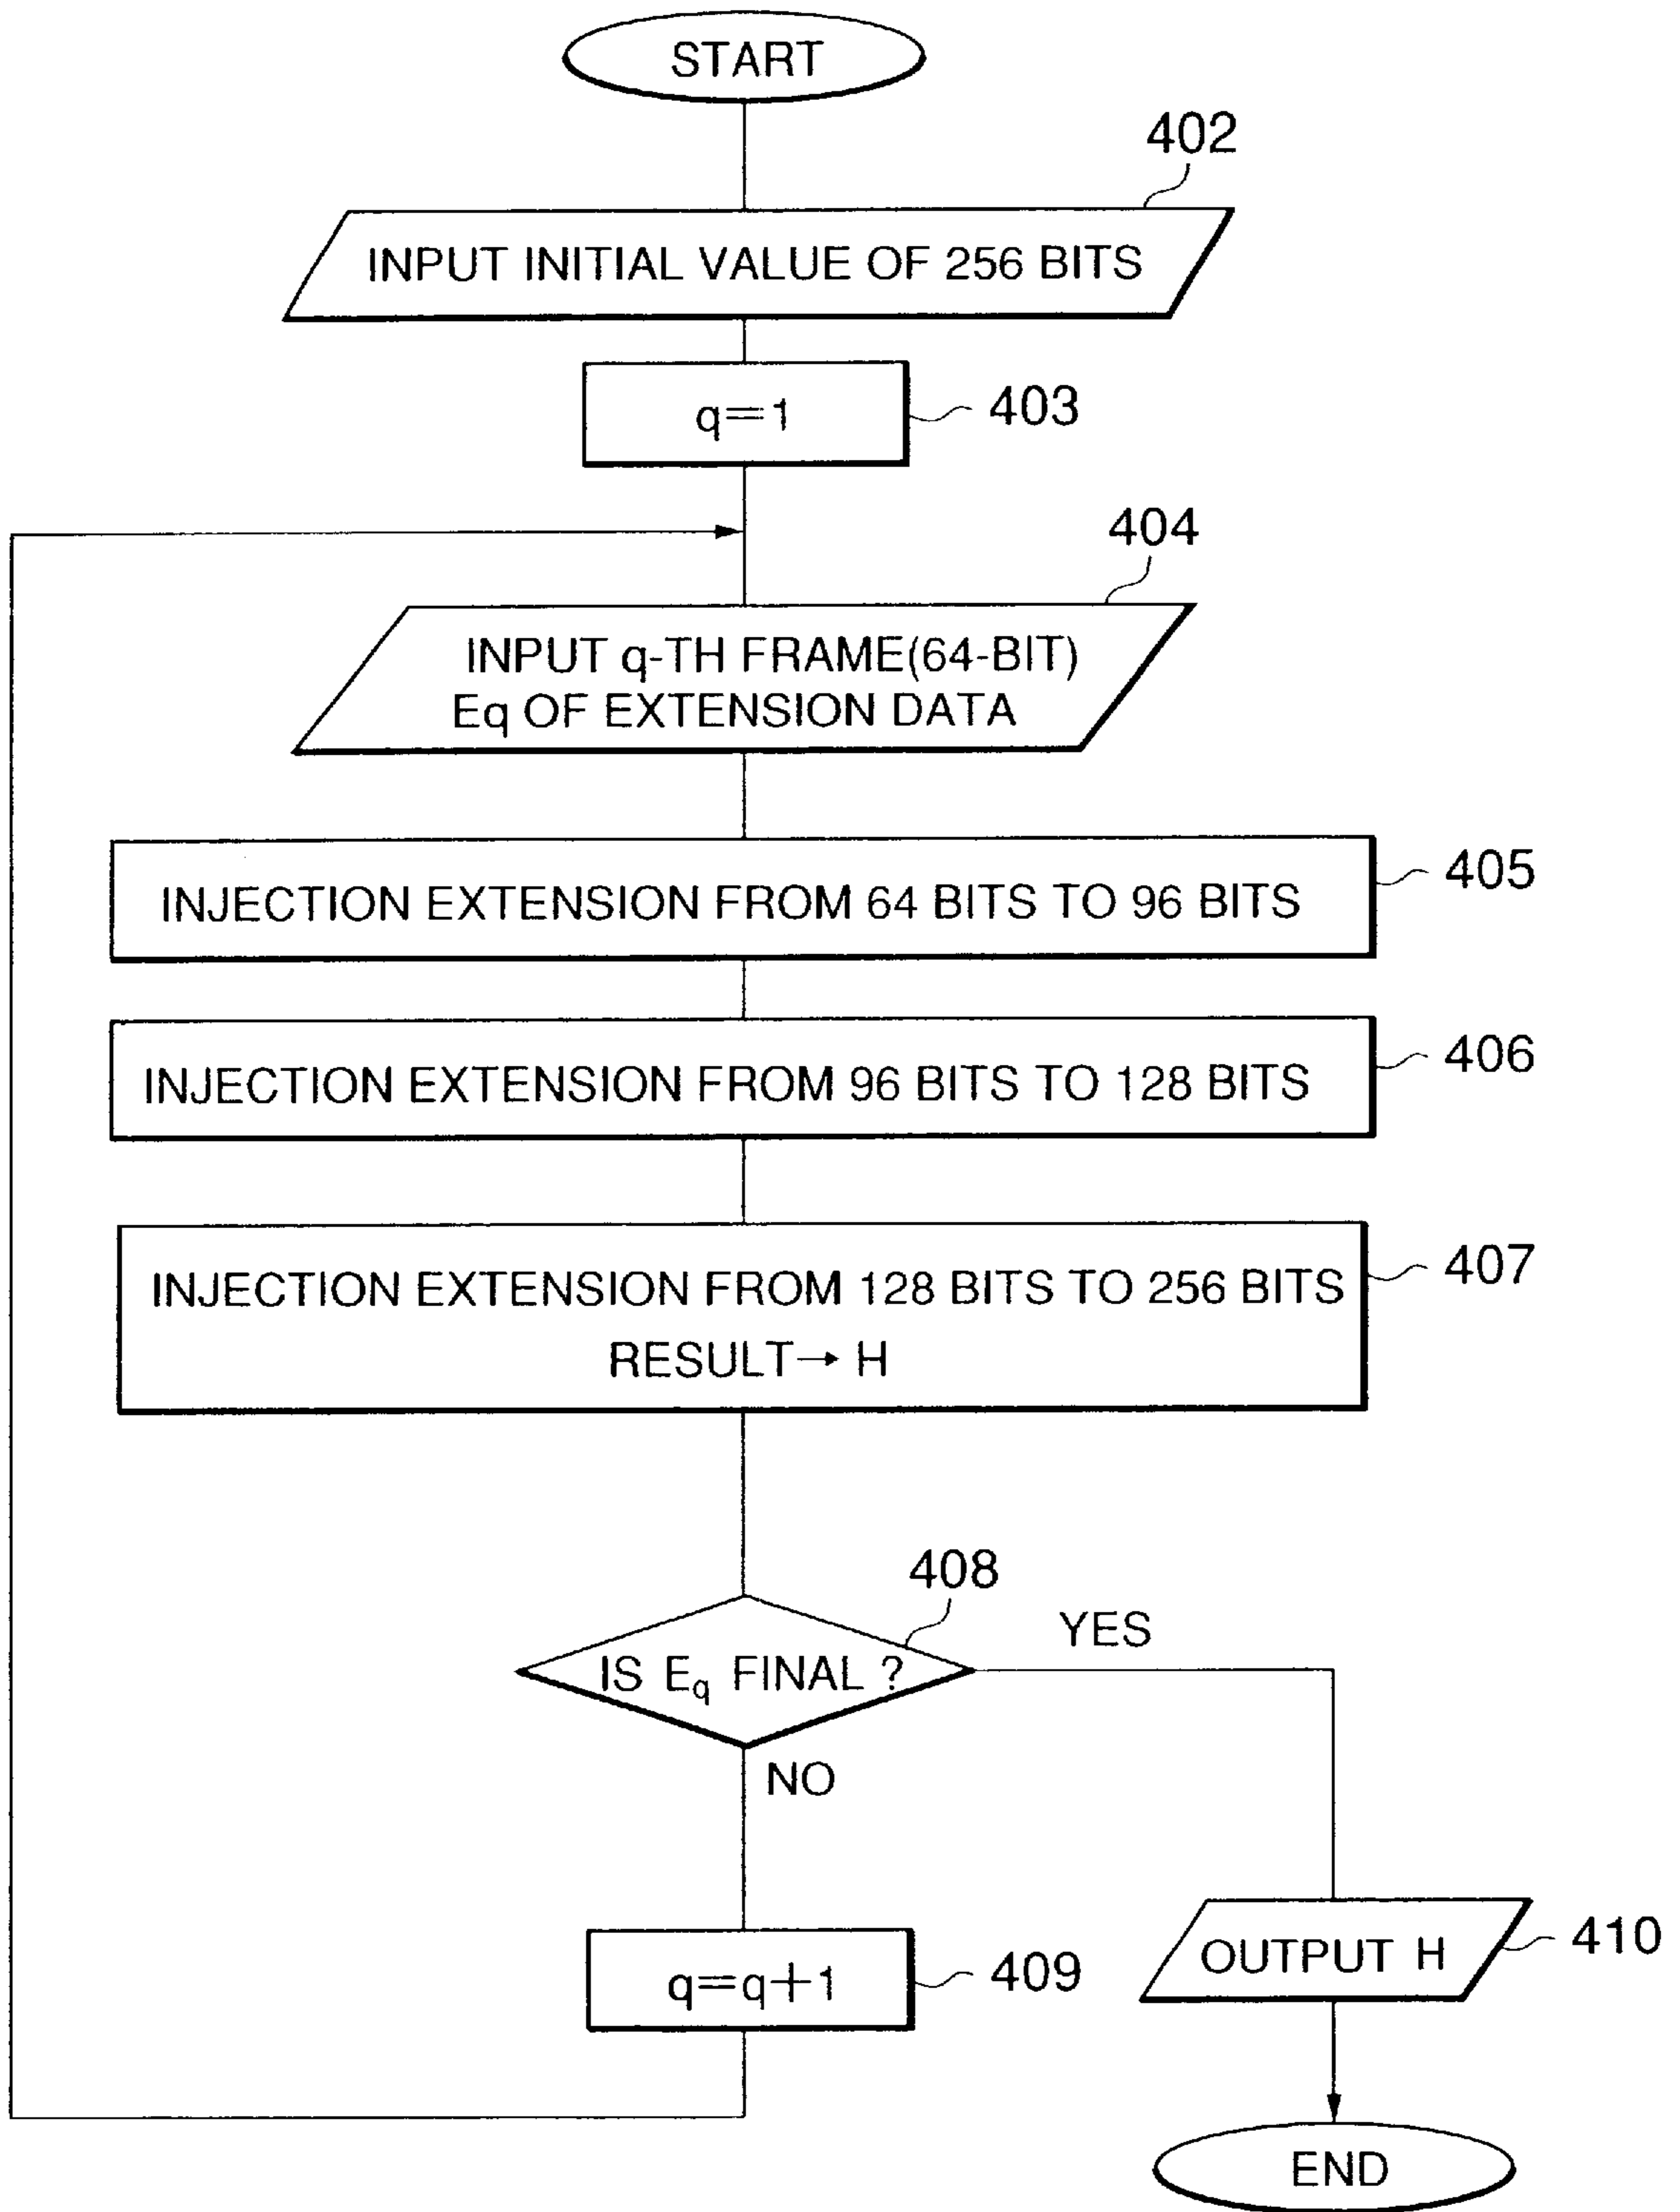 START
402
INPUT INITIAL VALUE OF 256 BITS
q=1
403
404
INPUT q-TH FRAME(64-BIT)
Eq OF EXTENSION DATA
INJECTION EXTENSION FROM 64 BITS TO 96 BITS
405
INJECTION EXTENSION FROM 96 BITS TO 128 BITS
406
INJECTION EXTENSION FROM 128 BITS TO 256 BITS
RESULT→ H
407
408
IS Eq FINAL ?
YES
NO
q=q+1
409
OUTPUT H
410
END